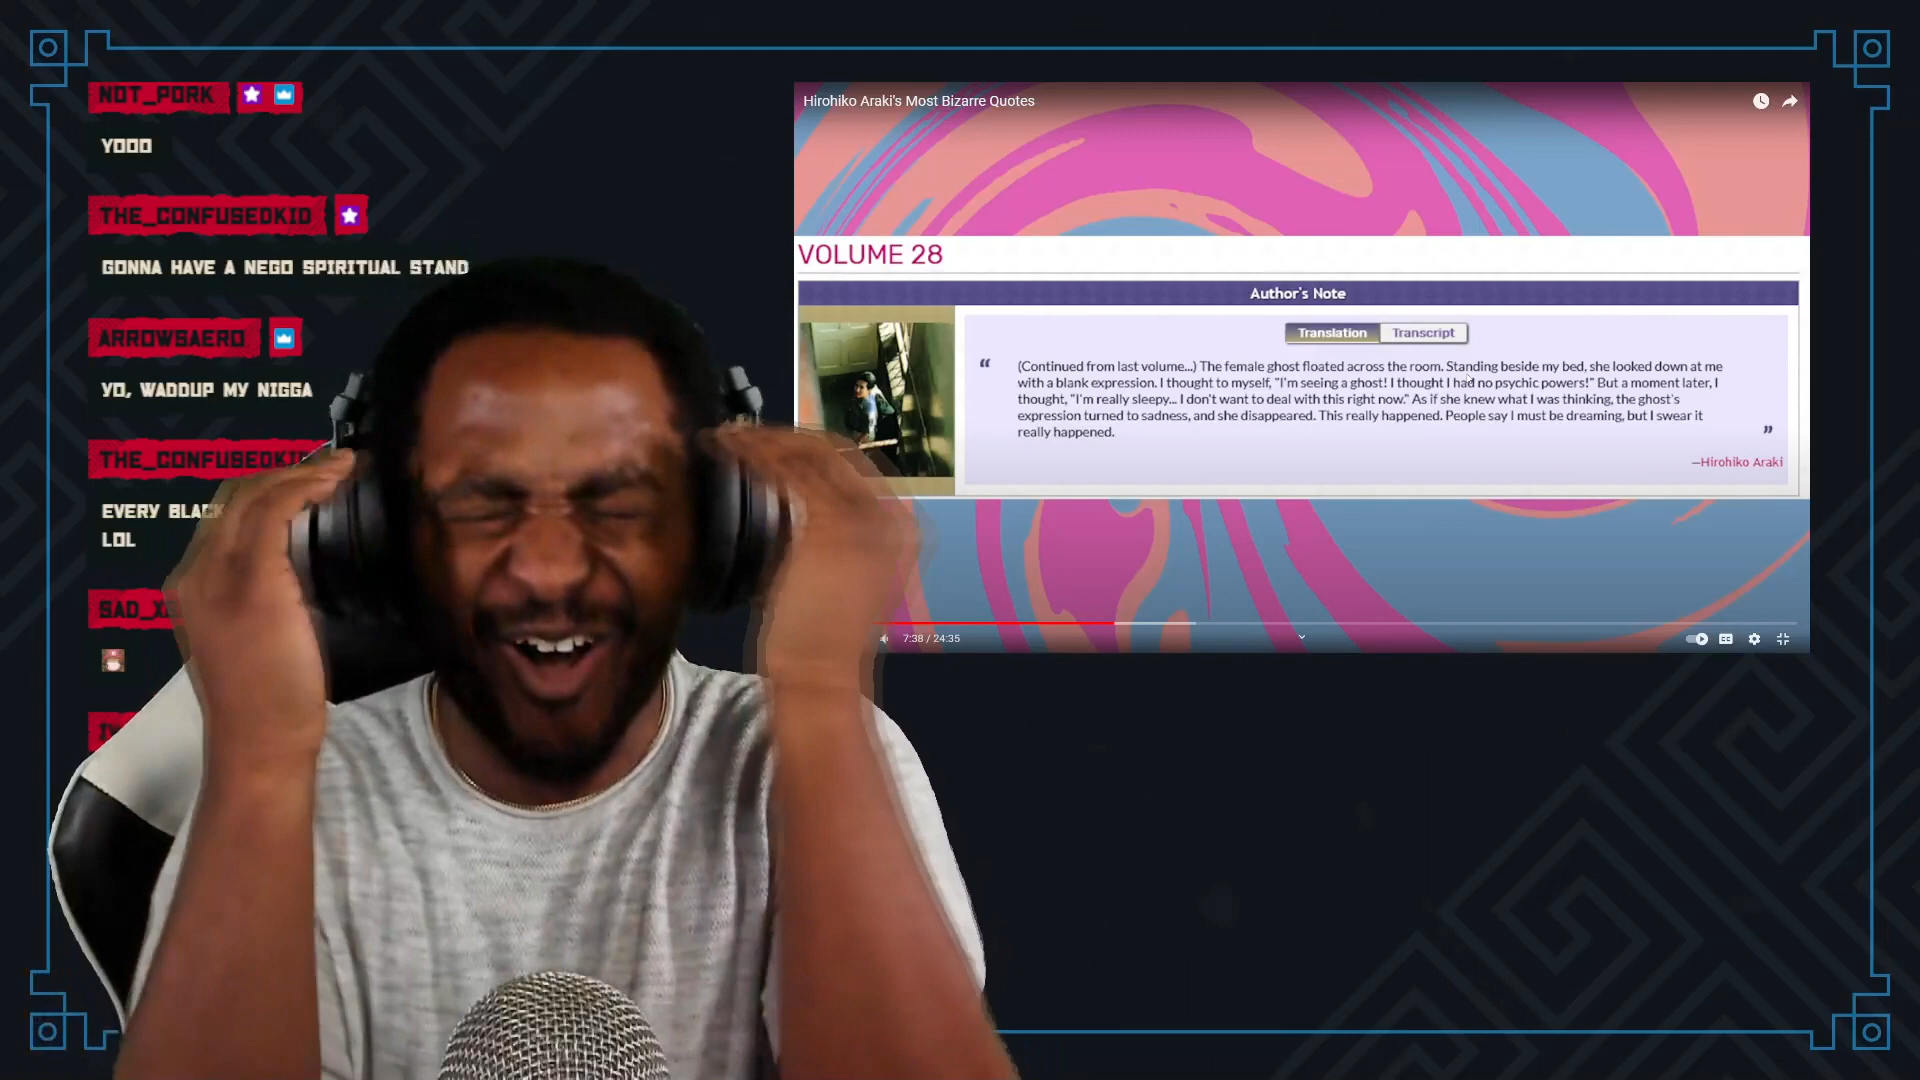 NOT_PORK
YOOO
THE_CONFUSEDKID
GONNA HAVE A NEGO SPIRITUAL STAND
ARROWSAERO
YO, WADDUP MY NIGGA
THE_CONFUSEDKID
EVERY BLACK
LOL
SAD_X
Hirohiko Araki's Most Bizarre Quotes
VOLUME 28
Author's Note
Translation Transcript
“ (Continued from last volume...) The female ghost floated across the room. Standing beside my bed, she looked down at me
with a blank expression. I thought to myself, "I'm seeing a ghost! I thought I had no psychic powers!" But a moment later, I
thought, "I'm really sleepy... I don't want to deal with this right now." As if she knew what I was thinking, the ghost's
expression turned to sadness, and she disappeared. This really happened. People say I must be dreaming, but I swear it
really happened. ”
—Hirohiko Araki
7:38 / 24:35
CC